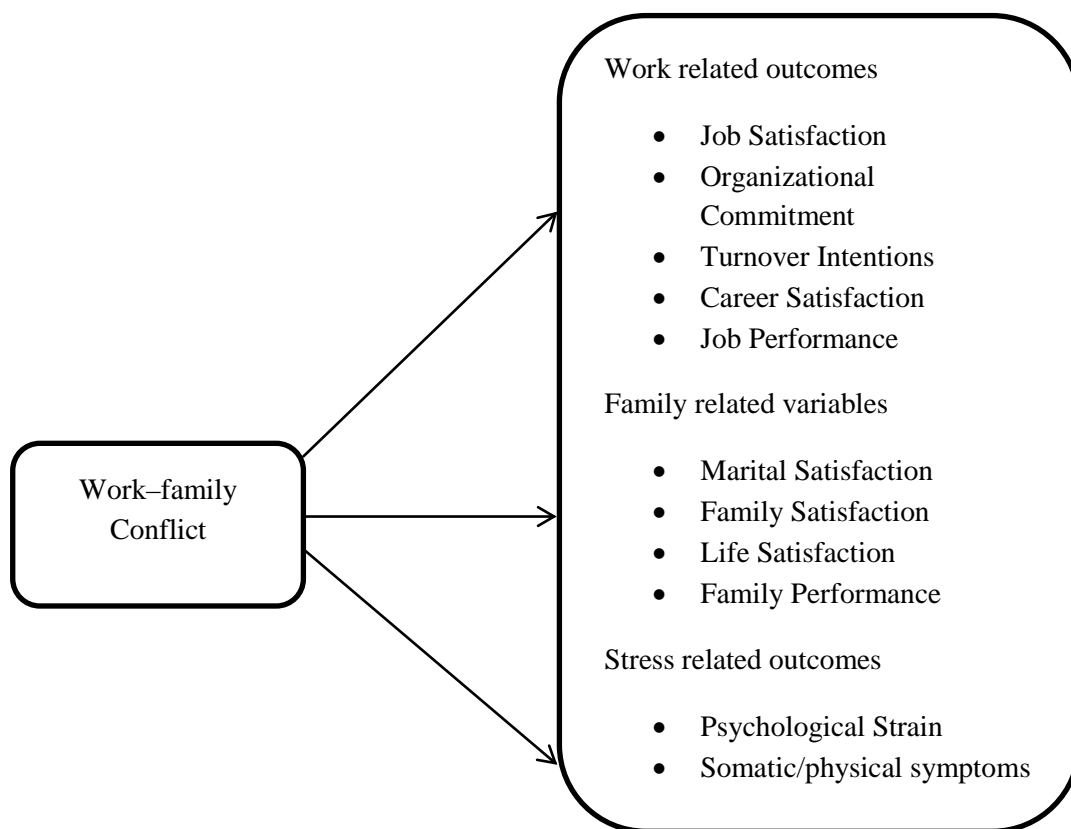 Work–family
Conflict
Work related outcomes
• Job Satisfaction
• Organizational
Commitment
• Turnover Intentions
• Career Satisfaction
• Job Performance
Family related variables
• Marital Satisfaction
• Family Satisfaction
• Life Satisfaction
• Family Performance
Stress related outcomes
• Psychological Strain
• Somatic/physical symptoms